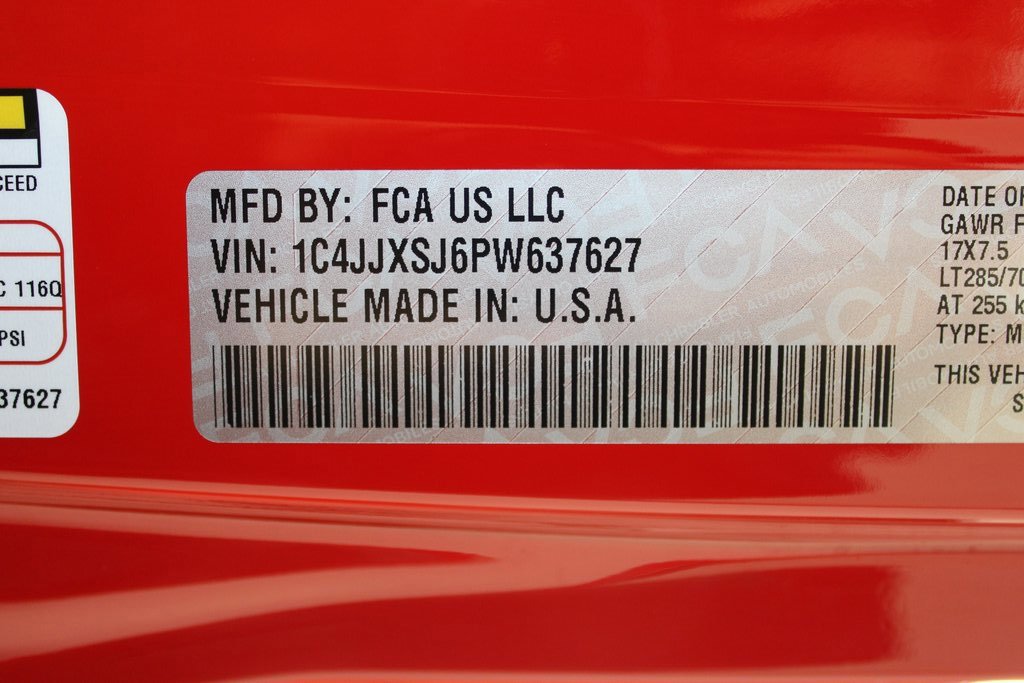 CEED
C 116Q
PSI
37627
MFD BY: FCA US LLC
VIN: 1C4JJXSJ6PW637627
VEHICLE MADE IN: U.S.A.
DATE OF
GAWR F
17X7.5
LT285/70
AT 255 k
TYPE: M
THIS VEH
S